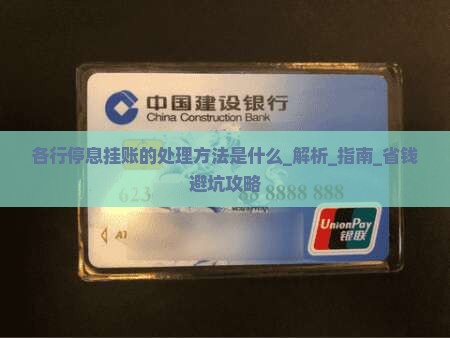 中国建设银行
China Construction Bank
各行停息挂账的处理方法是什么_解析_指南_省钱
避坑攻略
623 88 8888 888
A1
UnionPay
银联